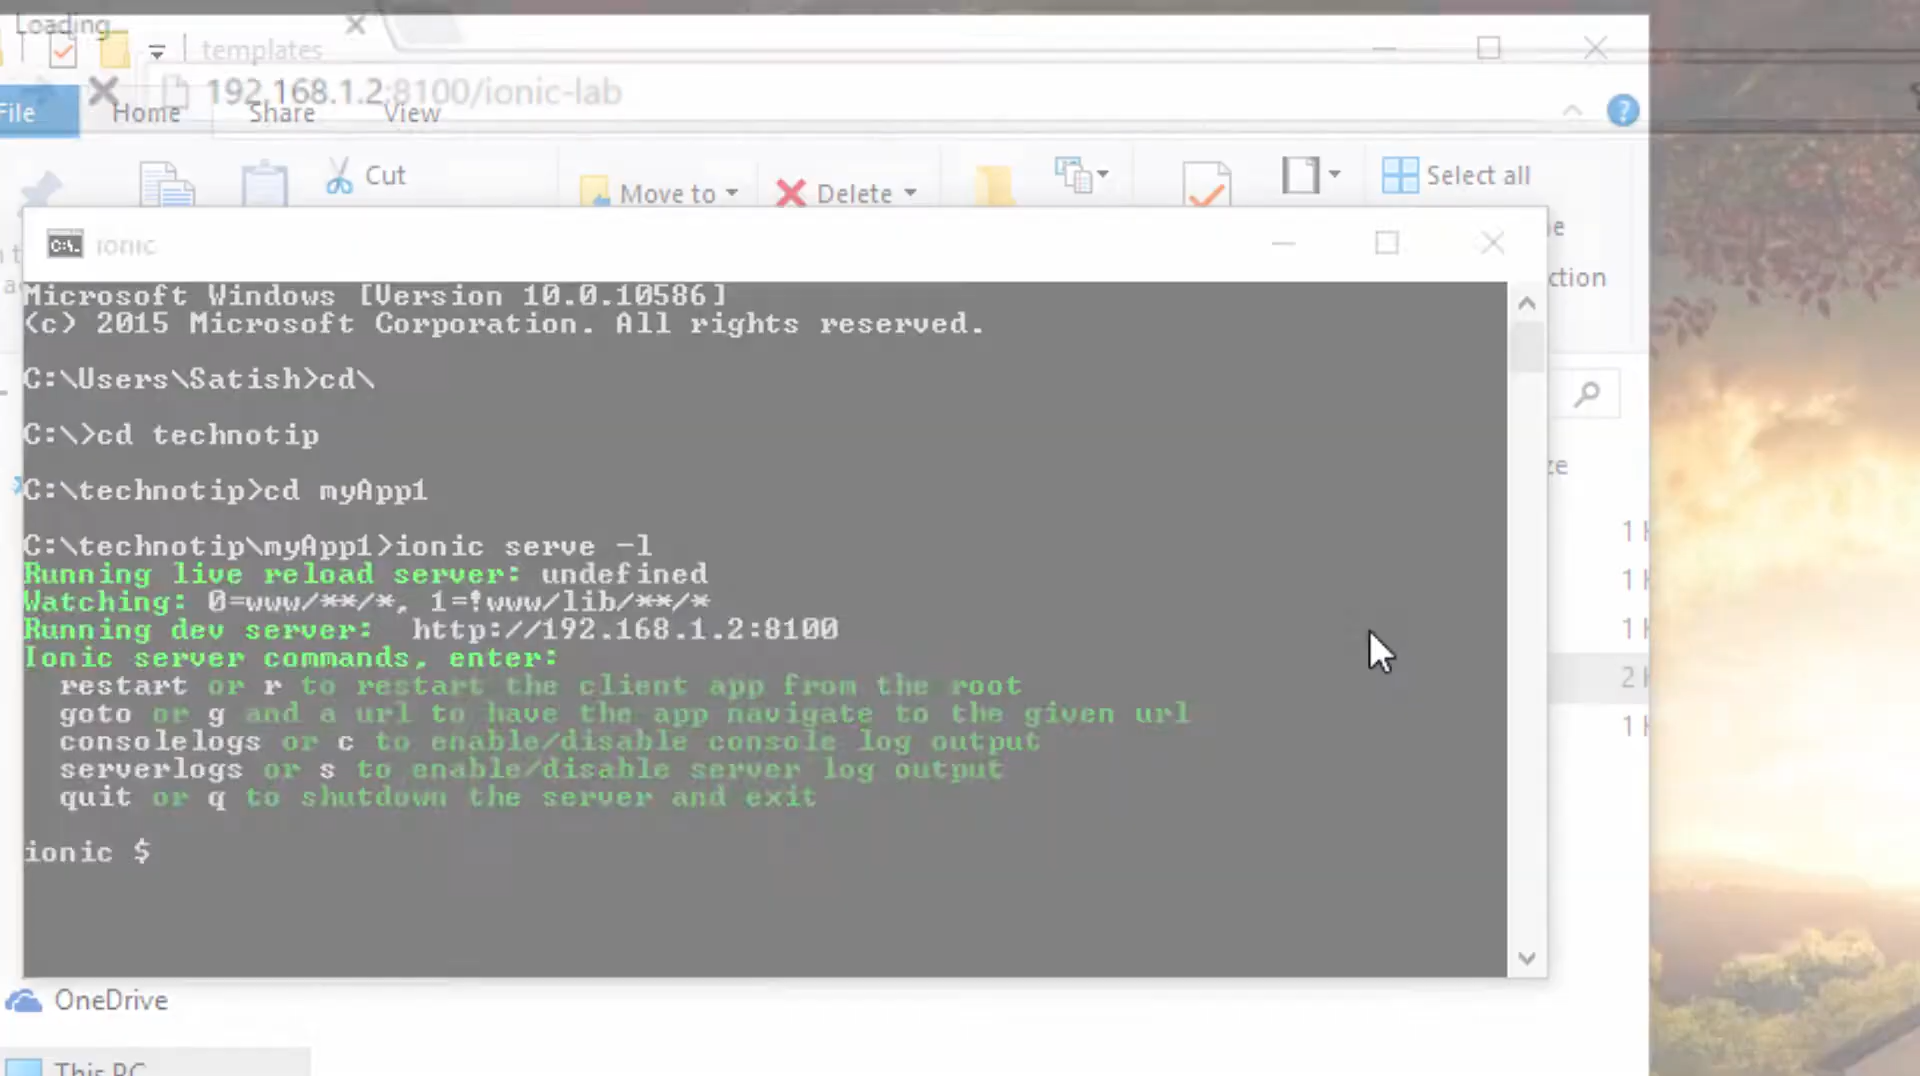 Loading
templates
192.168.1.2:8100/ionic-lab
File Home Share View
Cut
Move to Delete Select all
ionic
Microsoft Windows [Version 10.0.10586]
(c) 2015 Microsoft Corporation. All rights reserved.
C:\Users\Satish>cd\
C:\>cd technotip
C:\technotip>cd myApp1
C:\technotip\myApp1>ionic serve -l
Running live reload server: undefined
Watching: 0=www/**/*, 1=!www/lib/**/*
Running dev server:  http://192.168.1.2:8100
Ionic server commands, enter:
restart or r to restart the client app from the root
goto or g and a url to have the app navigate to the given url
consolelogs or c to enable/disable console log output
serverlogs or s to enable/disable server log output
quit or q to shutdown the server and exit
ionic $
OneDrive
This PC